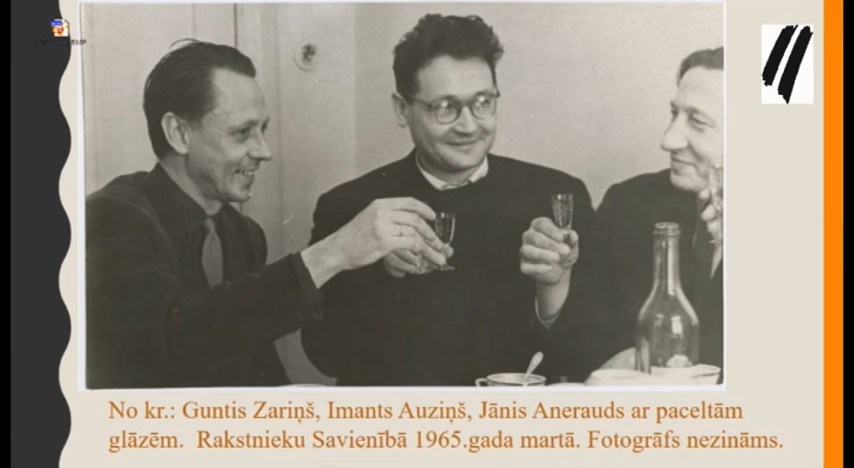 No kr.: Guntis Zariņš, Imants Auziņš, Jānis Anerauds ar paceltām
glāzēm. Rakstnieku Savienībā 1965.gada martā. Fotogrāfs nezināms.